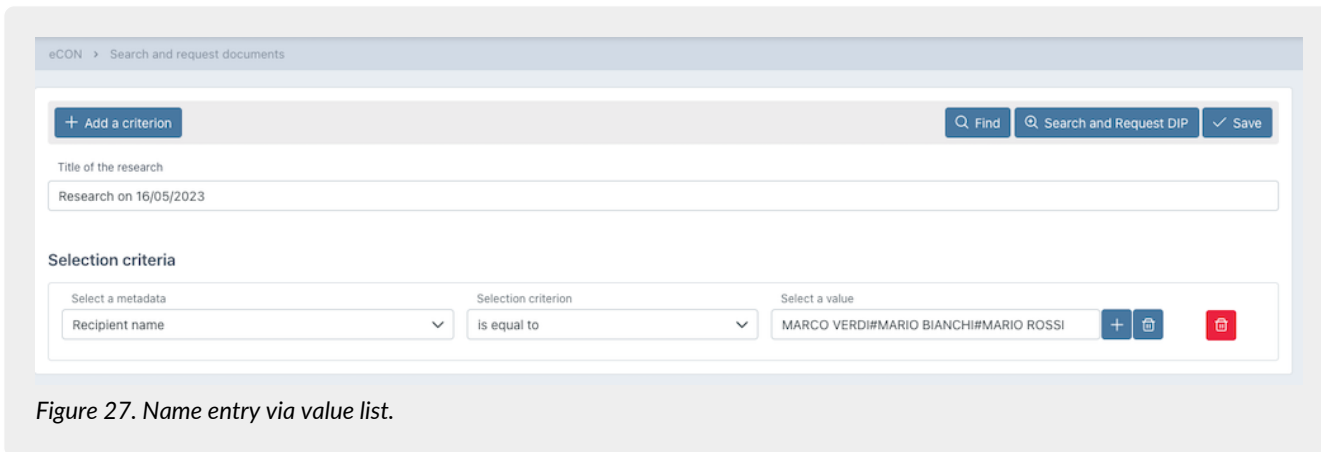 eCON > Search and request documents
+ Add a criterion
Find
Search and Request DIP
Save
Title of the research
Research on 16/05/2023
Selection criteria
Select a metadata
Selection criterion
Select a value
Recipient name
is equal to
MARCO VERDI#MARIO BIANCHI#MARIO ROSSI
Figure 27. Name entry via value list.